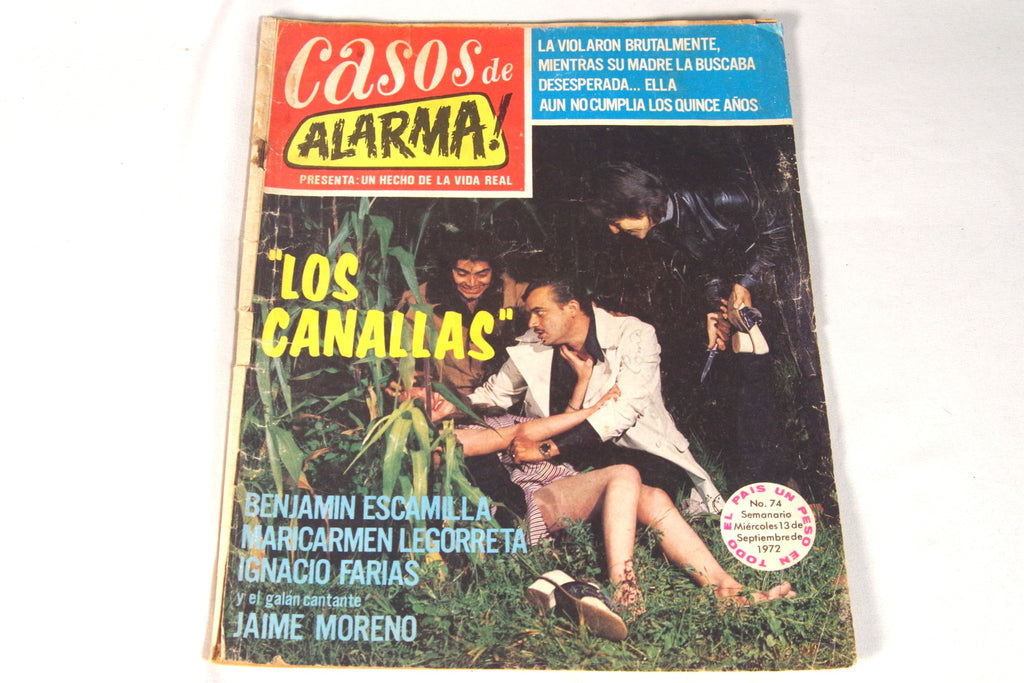 Casos de
ALARMA!
PRESENTA: UN HECHO DE LA VIDA REAL
LA VIOLARON BRUTALMENTE,
MIENTRAS SU MADRE LA BUSCABA
DESESPERADA... ELLA
AUN NO CUMPLIA LOS QUINCE AÑOS
"LOS
CANALLAS"
BENJAMIN ESCAMILLA
MARICARMEN LEGORRETA
IGNACIO FARIAS
y el galán cantante
JAIME MORENO
EN TODO EL PAIS UN PESO
No. 74
Semanario
Miércoles 13 de
Septiembre de
1972